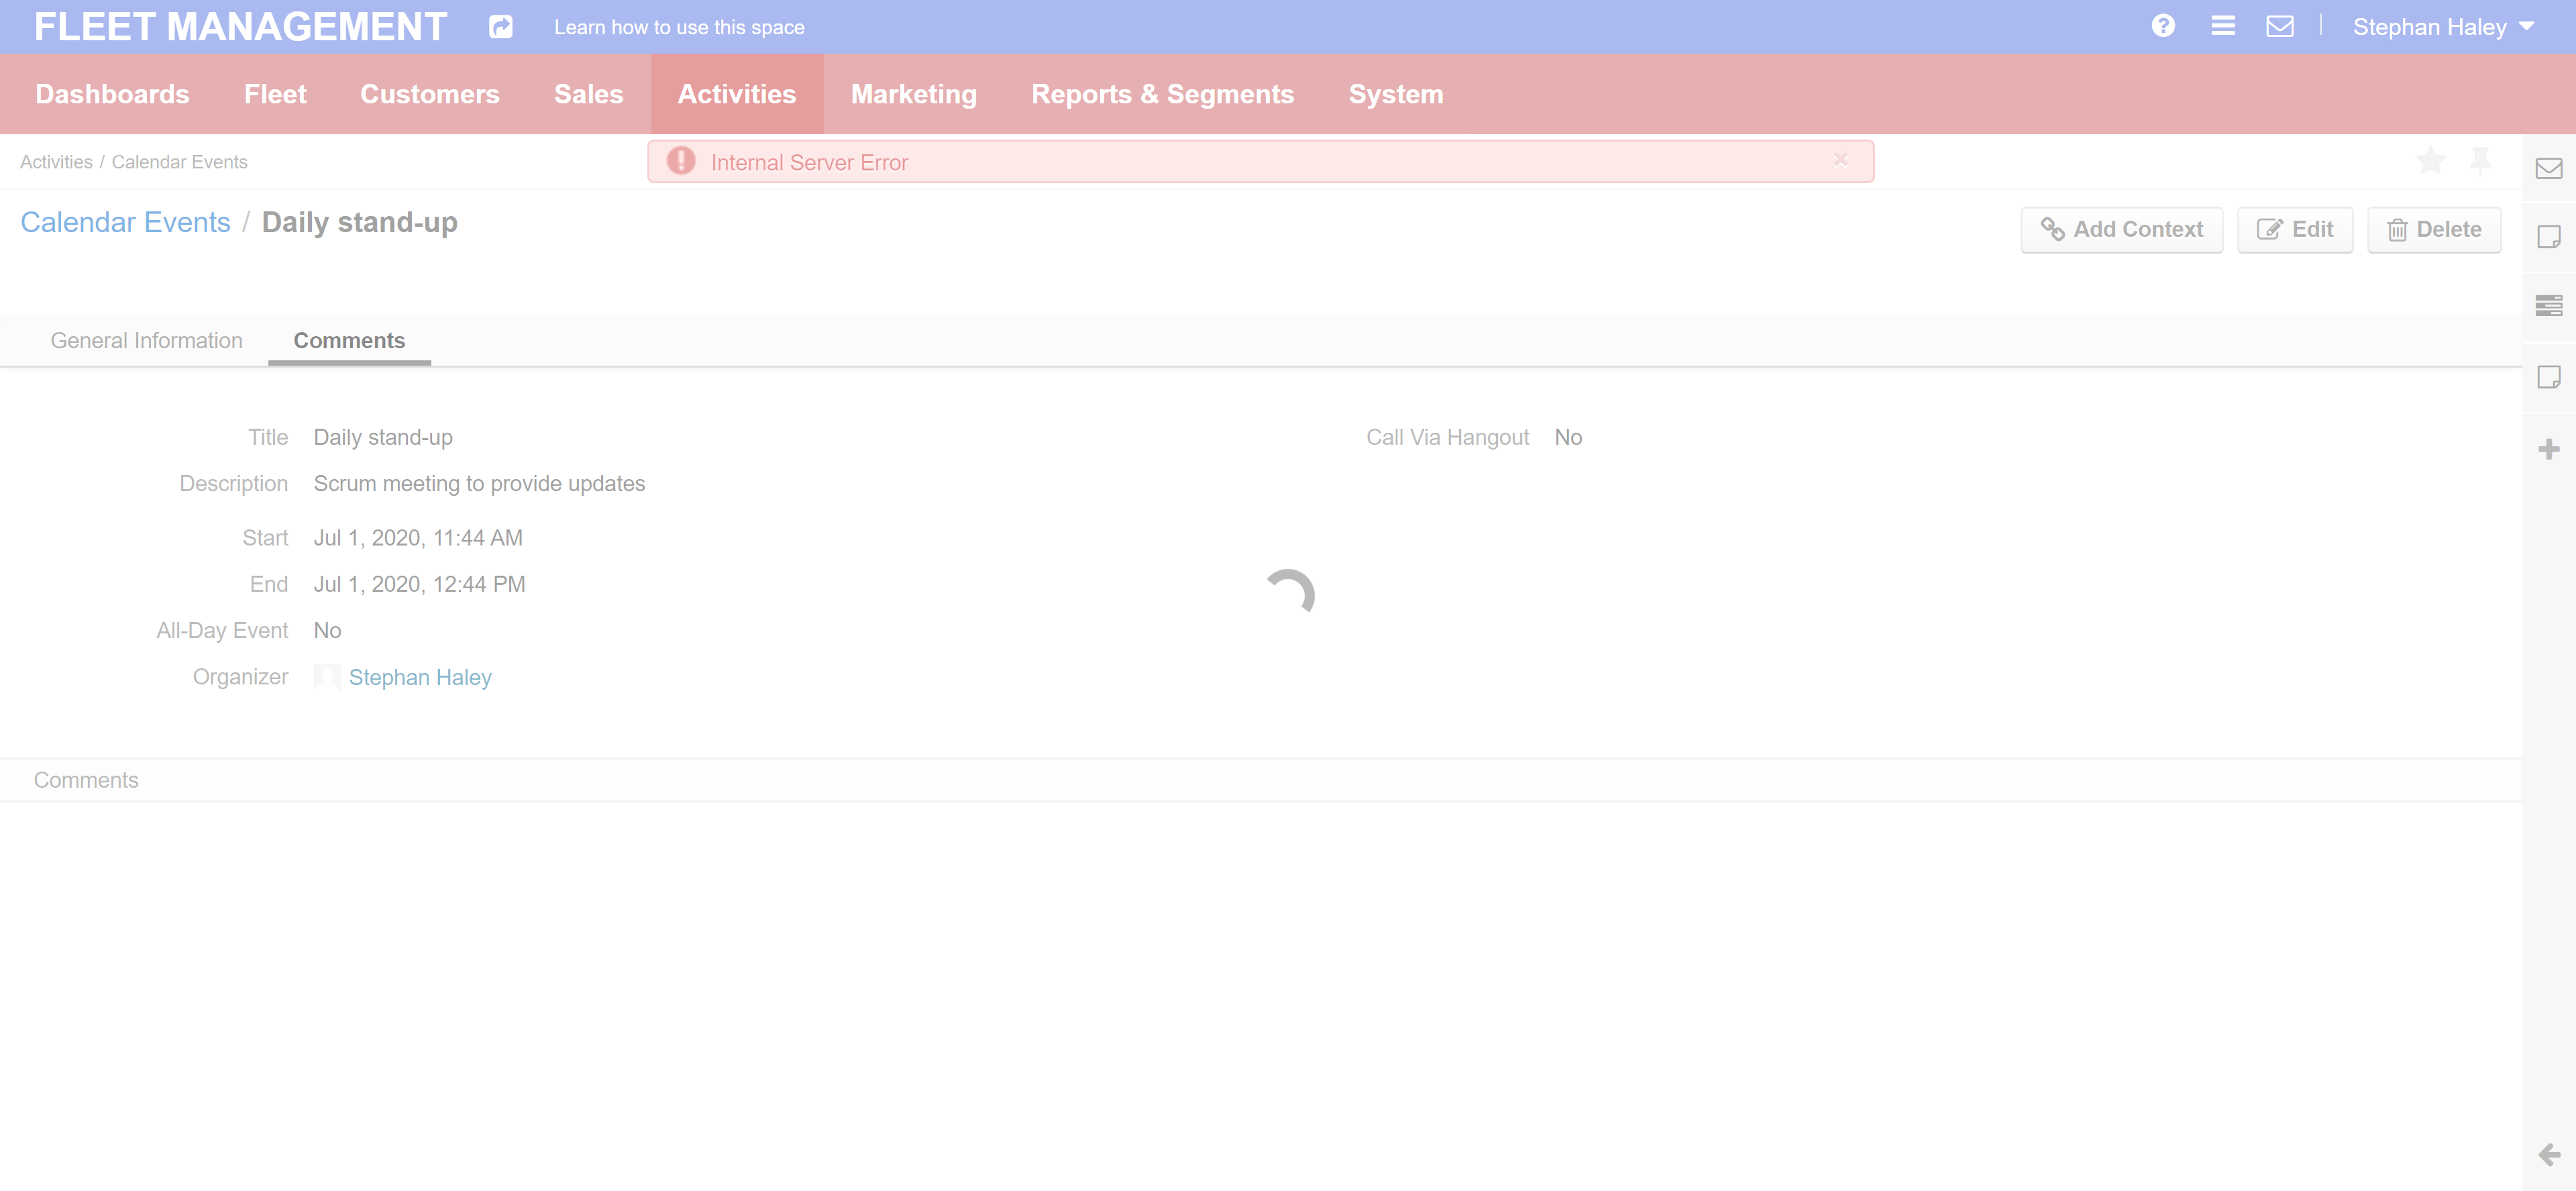 FLEET MANAGEMENT Learn how to use this space Stephan Haley
Dashboards Fleet Customers Sales Activities Marketing Reports & Segments System
Activities / Calendar Events
Internal Server Error
Calendar Events / Daily stand-up
Add Context Edit Delete
General Information Comments
Title Daily stand-up
Call Via Hangout No
Description Scrum meeting to provide updates
Start Jul 1, 2020, 11:44 AM
End Jul 1, 2020, 12:44 PM
All-Day Event No
Organizer Stephan Haley
Comments